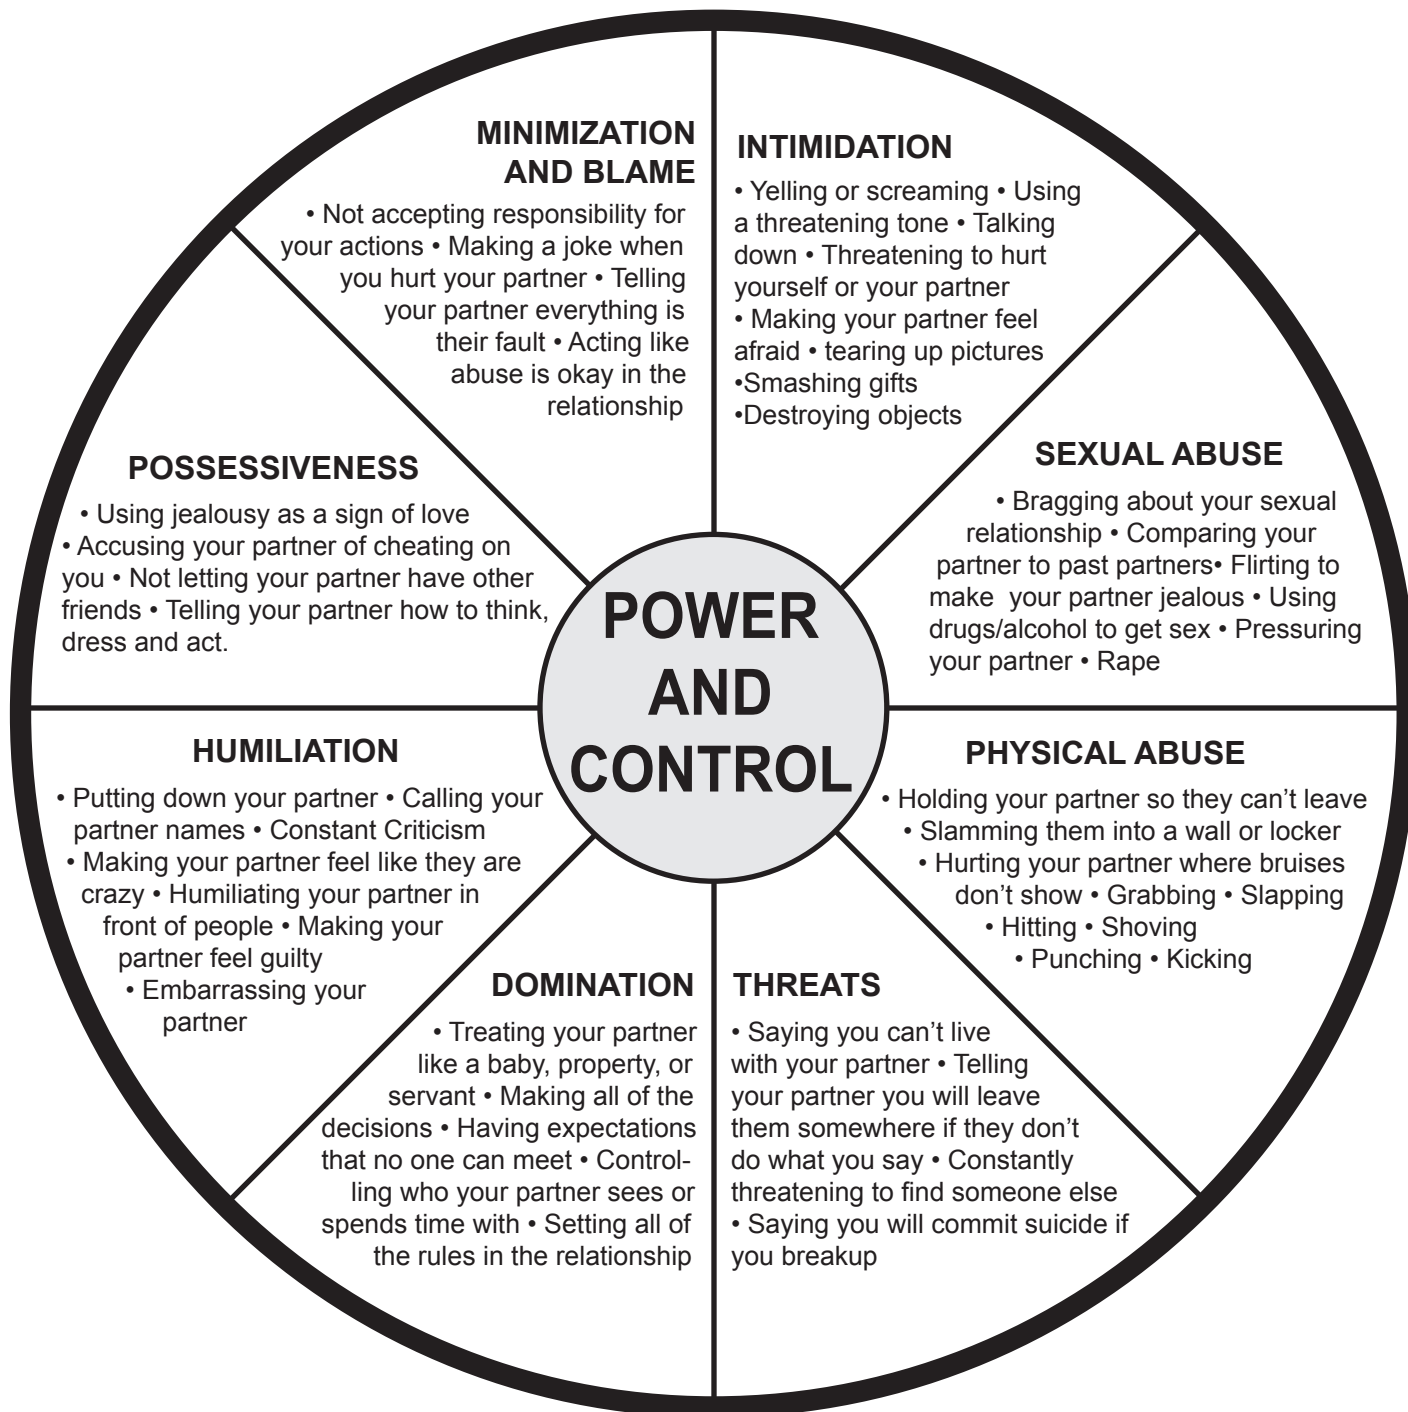 MINIMIZATION
AND BLAME
• Not accepting responsibility for
your actions • Making a joke when
you hurt your partner • Telling
your partner everything is
their fault • Acting like
abuse is okay in the
relationship
INTIMIDATION
• Yelling or screaming • Using
a threatening tone • Talking
down • Threatening to hurt
yourself or your partner
• Making your partner feel
afraid • tearing up pictures
•Smashing gifts
•Destroying objects
POSSESSIVENESS
• Using jealousy as a sign of love
• Accusing your partner of cheating on
you • Not letting your partner have other
friends • Telling your partner how to think,
dress and act.
SEXUAL ABUSE
• Bragging about your sexual
relationship • Comparing your
partner to past partners• Flirting to
make  your partner jealous • Using
drugs/alcohol to get sex • Pressuring
your partner • Rape
POWER
AND
CONTROL
HUMILIATION
• Putting down your partner • Calling your
partner names • Constant Criticism
• Making your partner feel like they are
crazy • Humiliating your partner in
front of people • Making your
partner feel guilty
• Embarrassing your
partner
PHYSICAL ABUSE
• Holding your partner so they can’t leave
• Slamming them into a wall or locker
• Hurting your partner where bruises
don’t show • Grabbing • Slapping
• Hitting • Shoving
• Punching • Kicking
DOMINATION
• Treating your partner
like a baby, property, or
servant • Making all of the
decisions • Having expectations
that no one can meet • Control-
ling who your partner sees or
spends time with • Setting all of
the rules in the relationship
THREATS
• Saying you can’t live
with your partner • Telling
your partner you will leave
them somewhere if they don’t
do what you say • Constantly
threatening to find someone else
• Saying you will commit suicide if
you breakup